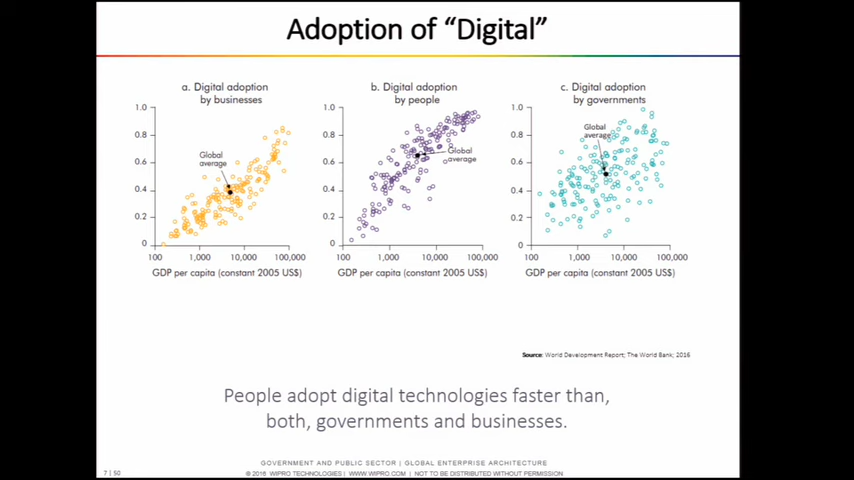 Adoption of “Digital”
a. Digital adoption
by businesses
1.0
0.8
0.6
0.4
0.2
0
Global
average
100
1,000
10,000
100,000
GDP per capita (constant 2005 US$)
b. Digital adoption
by people
1.0
0.8
0.6
0.4
0.2
0
Global
average
100
1,000
10,000
100,000
GDP per capita (constant 2005 US$)
c. Digital adoption
by governments
1.0
0.8
0.6
0.4
0.2
0
Global
average
100
1,000
10,000
100,000
GDP per capita (constant 2005 US$)
Source: World Development Report; The World Bank; 2016
People adopt digital technologies faster than,
both, governments and businesses.
GOVERNMENT AND PUBLIC SECTOR | GLOBAL ENTERPRISE ARCHITECTURE
7 | 50
© 2016 WIPRO TECHNOLOGIES | WWW.WIPRO.COM | NOT TO BE DISTRIBUTED WITHOUT PERMISSION